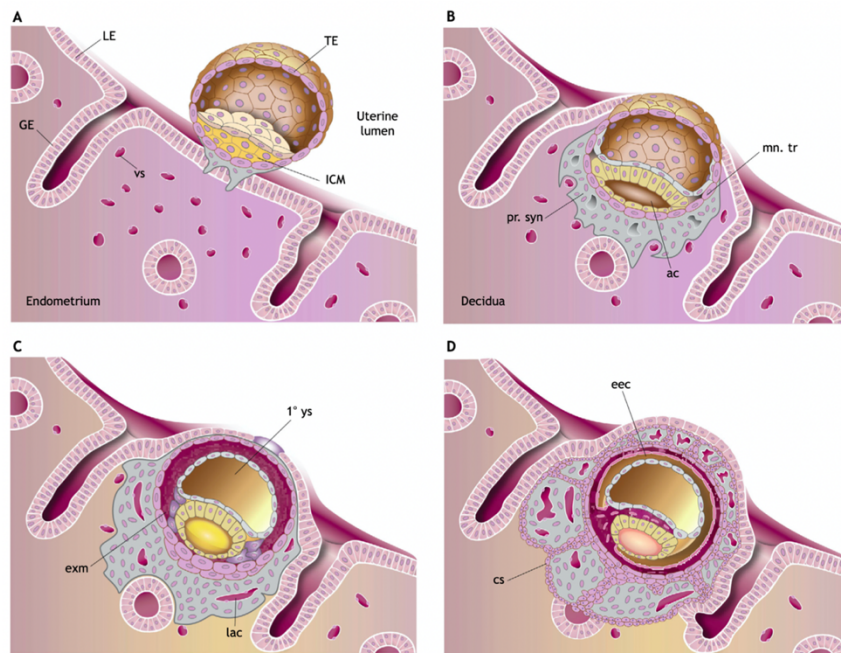 A
LE
TE
GE
Uterine
lumen
vs
ICM
Endometrium
B
mn. tr
pr. syn
ac
Decidua
C
1° ys
exm
lac
D
eec
cs